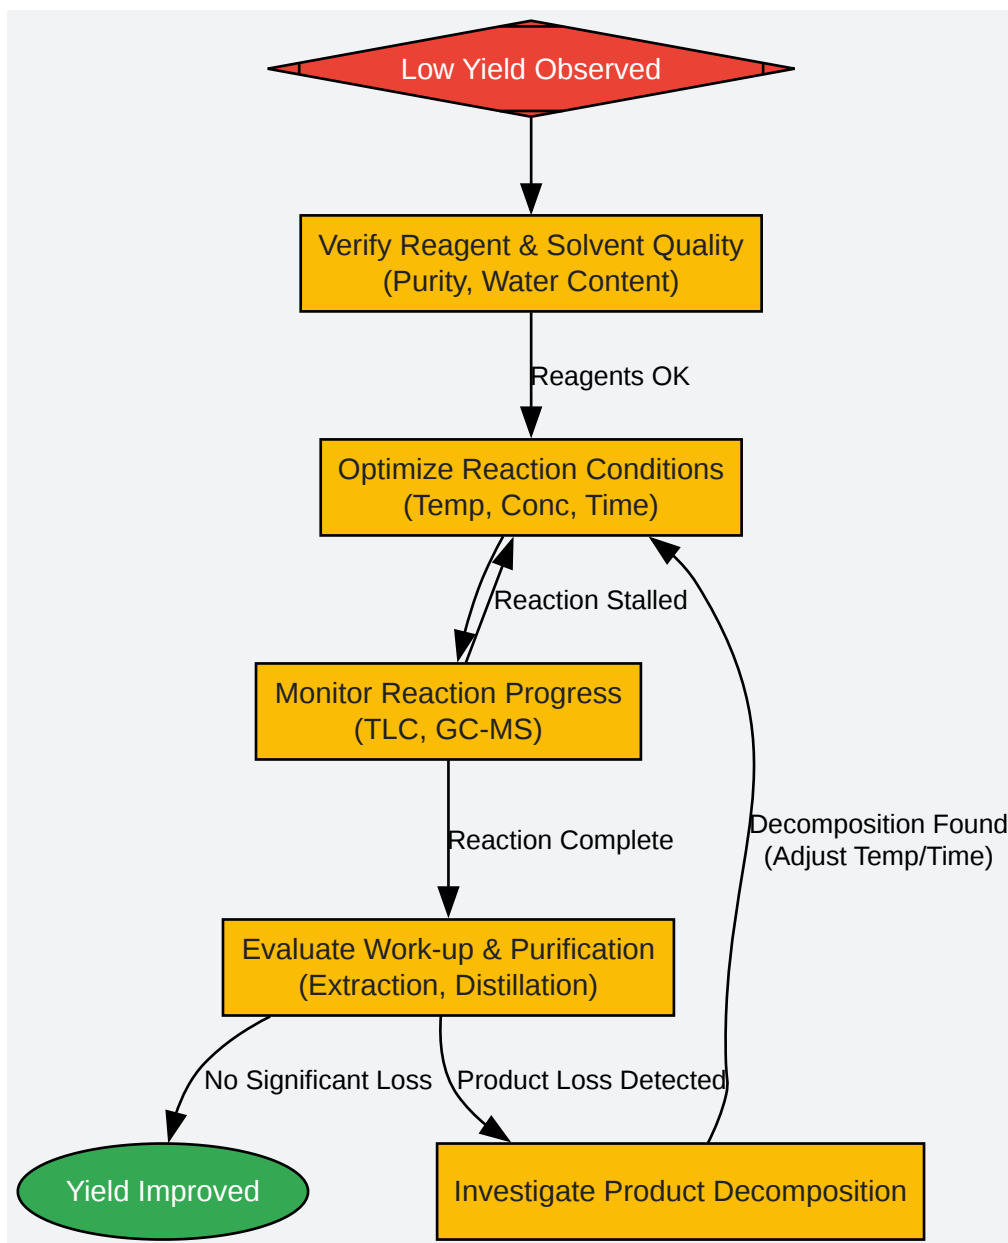 Low Yield Observed
Verify Reagent & Solvent Quality
(Purity, Water Content)
Reagents OK
Optimize Reaction Conditions
(Temp, Conc, Time)
Reaction Stalled
Monitor Reaction Progress
(TLC, GC-MS)
Decomposition Found
(Adjust Temp/Time)
Reaction Complete
Evaluate Work-up & Purification
(Extraction, Distillation)
No Significant Loss
Product Loss Detected
Yield Improved
Investigate Product Decomposition